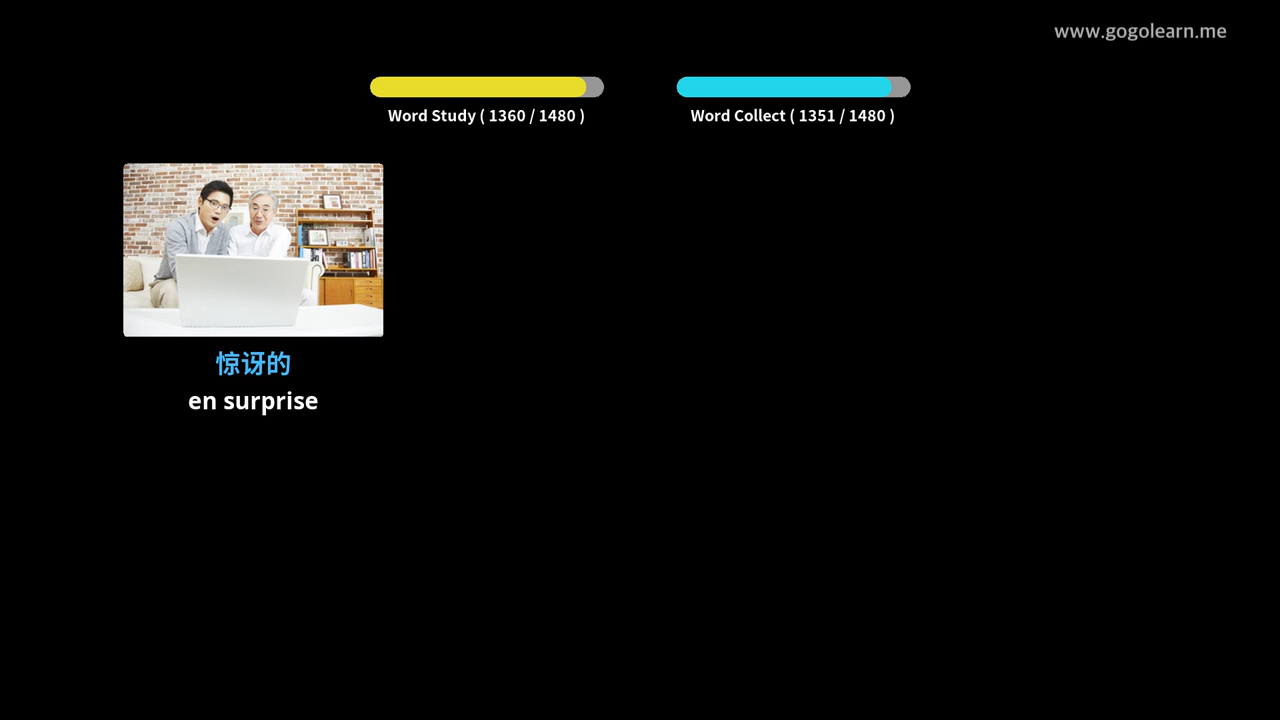 www.gogolearn.me
Word Study ( 1360 / 1480 )
Word Collect ( 1351 / 1480 )
惊讶的
en surprise